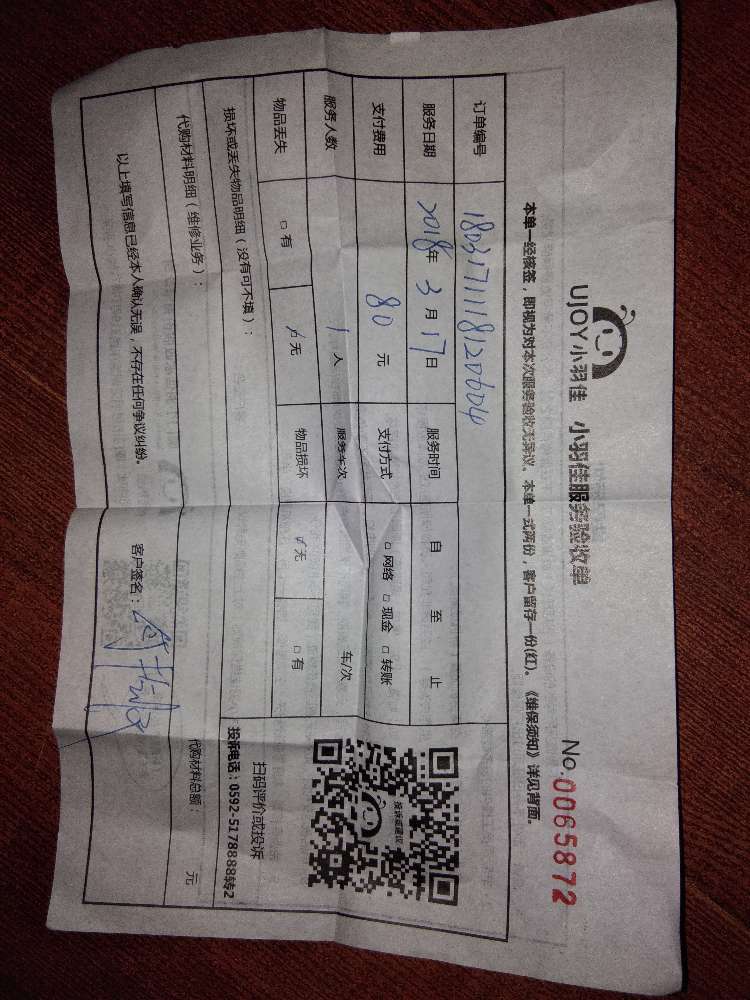 UJOY小羽佳 小羽佳服务验收单
No.0065872
本单一经核签，即视为对本次服务验收无异议。本单一式两份，客户留存一份(红)。《维保须知》详见背面。
订单编号 180317111812060
服务日期 2018年3月17日 服务时间 自 至 止
支付费用 80元 支付方式 □网络 □现金 □转账
服务人数 1人 服务车次 车/次
物品丢失 □有 □无 物品损坏 □无 □有
损坏或丢失物品明细（没有可不填）：
代购材料明细（维修业务）： 代购材料总额： 元
以上填写信息已经本人确认无误，不存在任何争议纠纷。 客户签名：
投诉或建议
扫码评价或投诉
投诉电话：0592-5178888转2